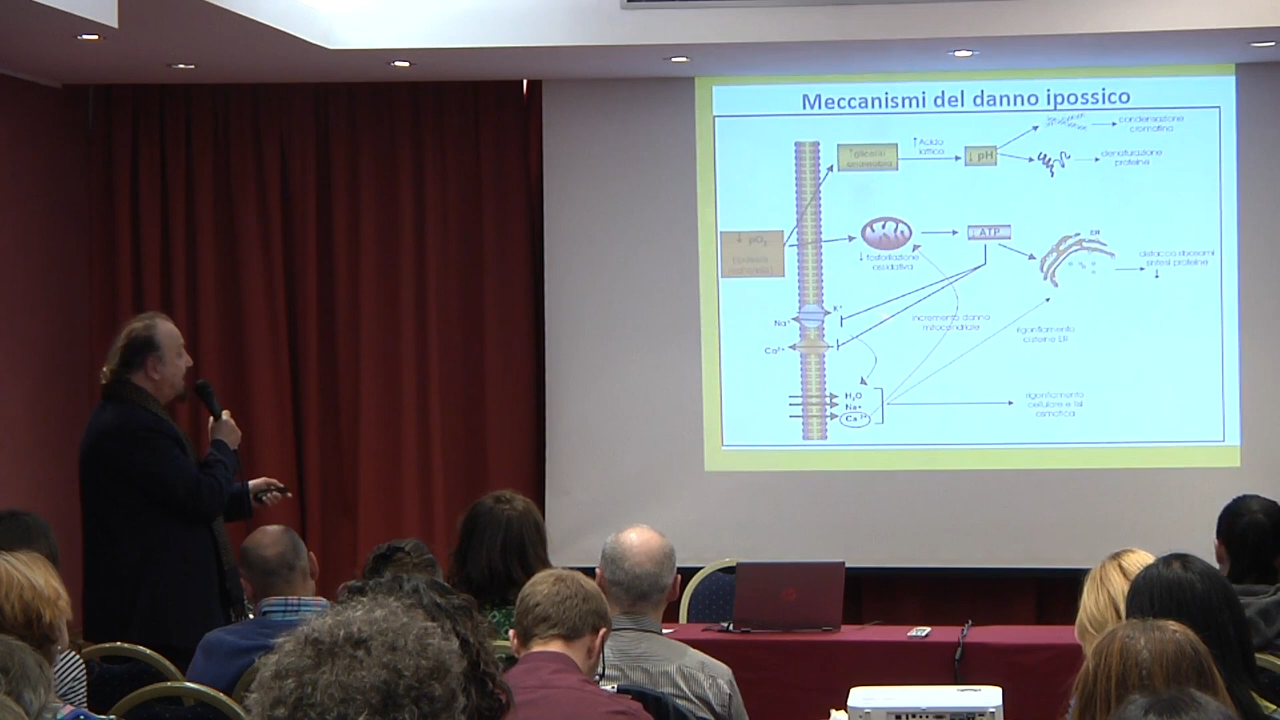 Meccanismi del danno ipossico
condensazione
cromatina
↑Acido
lattico
↓ pH
denaturazione
proteine
↓ pO₂
ATP
ER
↓ fosforilazione
ossidativa
distacco ribosomi
sintesi proteine
↓
K⁺
Na⁺
incremento danno
mitocondriale
Ca²⁺
rigonfiamento
cisterne ER
H₂O
Na⁺
Ca²⁺
rigonfiamento
cellulare e lisi
osmotica